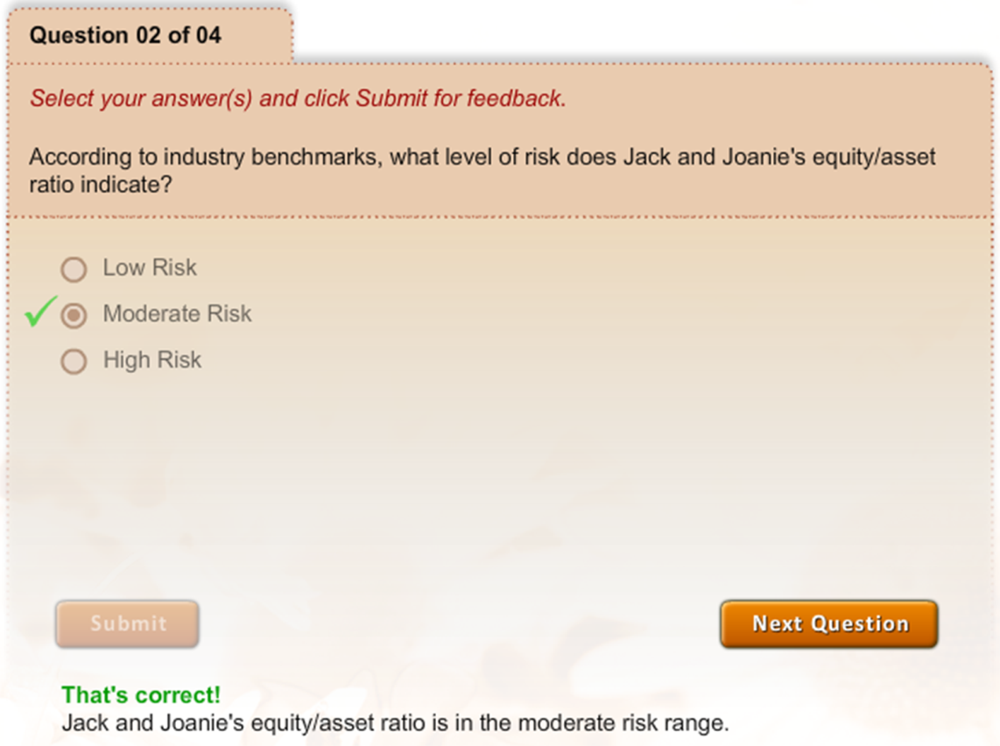 Question 02 of 04
Select your answer(s) and click Submit for feedback.
According to industry benchmarks, what level of risk does Jack and Joanie's equity/asset
ratio indicate?
Low Risk
Moderate Risk
High Risk
Submit
Next Question
That's correct!
Jack and Joanie's equity/asset ratio is in the moderate risk range.